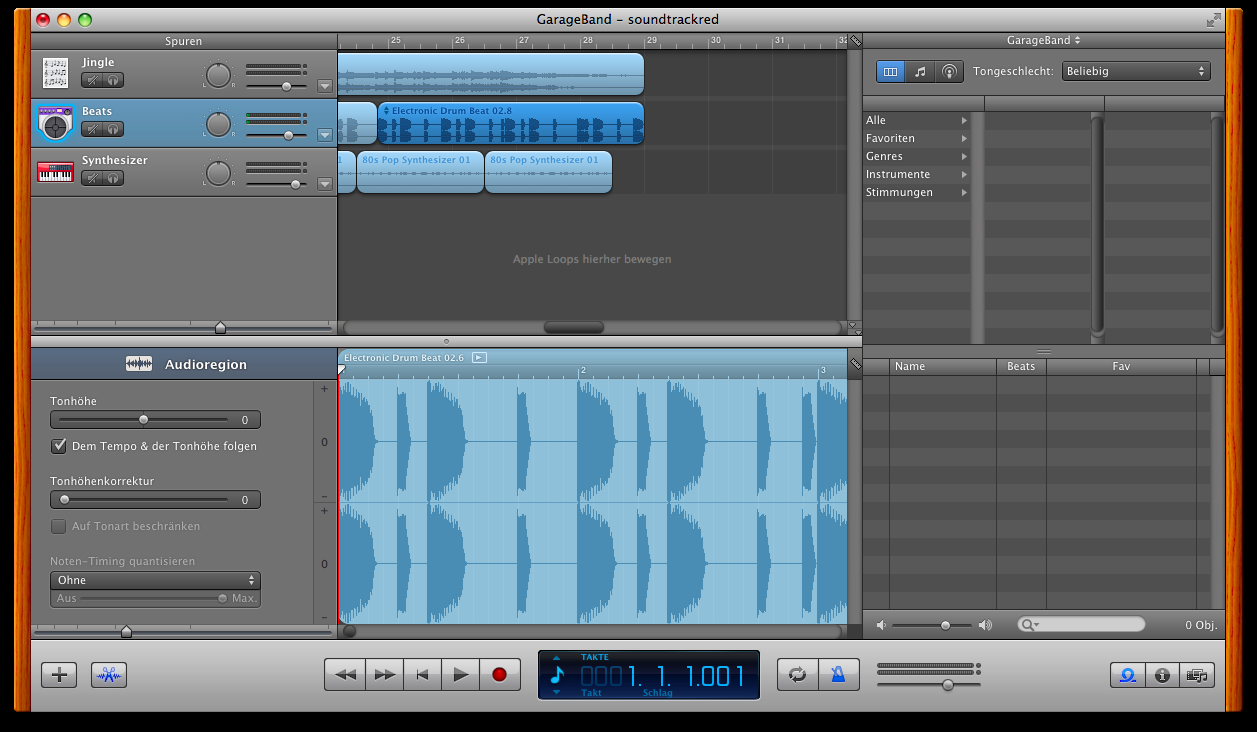 GarageBand – soundtrackred
Spuren
25 26 27 28 29 30 31 32
GarageBand
Jingle
L R
Tongeschlecht: Beliebig
Beats
L R
Electronic Drum Beat 02.8
Alle
Favoriten
Genres
Instrumente
Stimmungen
Synthesizer
L R
1 80s Pop Synthesizer 01 80s Pop Synthesizer 01
Apple Loops hierher bewegen
Audioregion
Electronic Drum Beat 02.6
2 3
Name Beats Fav
Tonhöhe
0
Dem Tempo & der Tonhöhe folgen
Tonhöhenkorrektur
0
Auf Tonart beschränken
Noten-Timing quantisieren
Ohne
Aus Max.
+
0
–
+
0
–
0 Obj.
TAKTE
0001. 1. 1.001
Takt Schlag